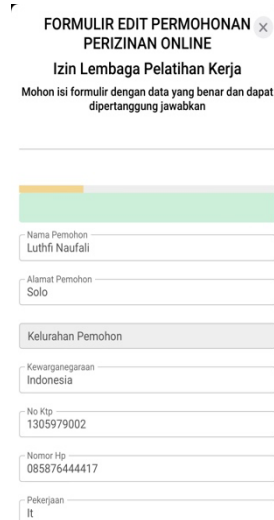 FORMULIR EDIT PERMOHONAN
PERIZINAN ONLINE
Izin Lembaga Pelatihan Kerja
Mohon isi formulir dengan data yang benar dan dapat
dipertanggung jawabkan
Nama Pemohon
Luthfi Naufali
Alamat Pemohon
Solo
Kelurahan Pemohon
Kewarganegaraan
Indonesia
No Ktp
1305979002
Nomor Hp
085876444417
Pekerjaan
It